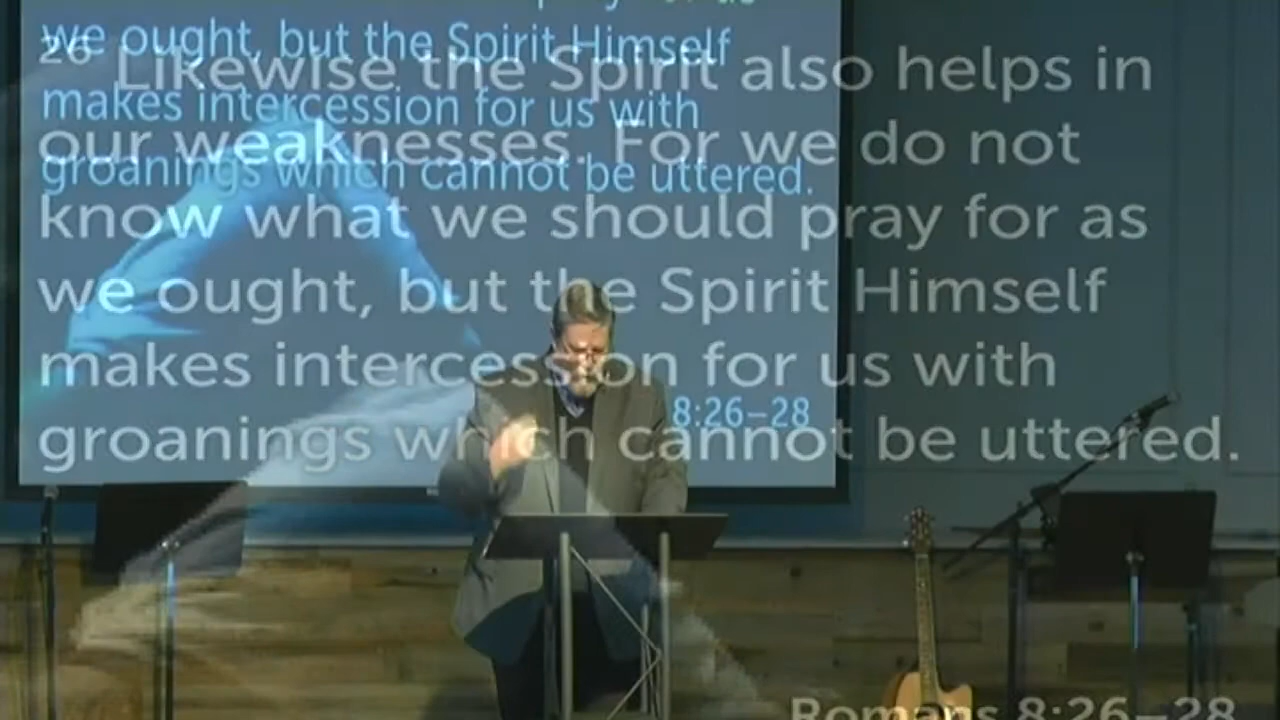 26 Likewise the Spirit also helps in
our weaknesses. For we do not
know what we should pray for as
we ought, but the Spirit Himself
makes intercession for us with
groanings which cannot be uttered.
Romans 8:26–28
we ought, but the Spirit Himself
makes intercession for us with
groanings which cannot be uttered.
8:26–28